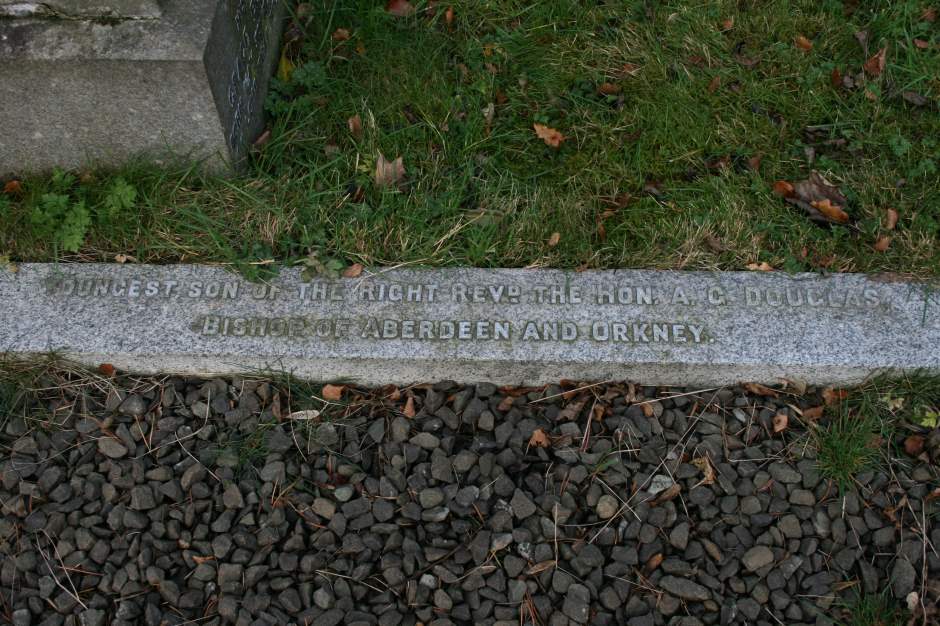 YOUNGEST SON OF THE RIGHT REVD. THE HON. A. G. DOUGLAS,
BISHOP OF ABERDEEN AND ORKNEY.